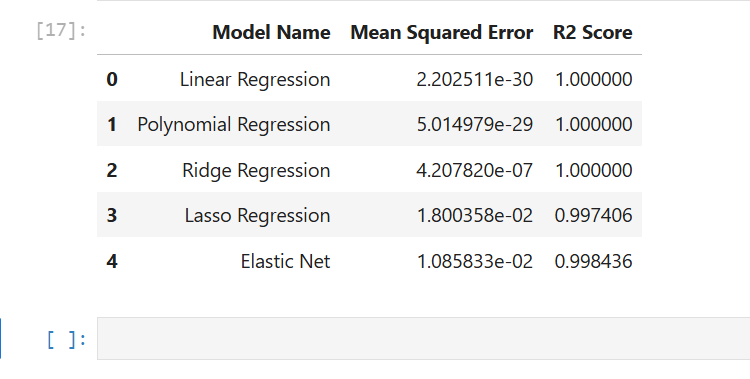 [17]:
Model Name Mean Squared Error R2 Score
0 Linear Regression 2.202511e-30 1.000000
1 Polynomial Regression 5.014979e-29 1.000000
2 Ridge Regression 4.207820e-07 1.000000
3 Lasso Regression 1.800358e-02 0.997406
4 Elastic Net 1.085833e-02 0.998436
[ ]: